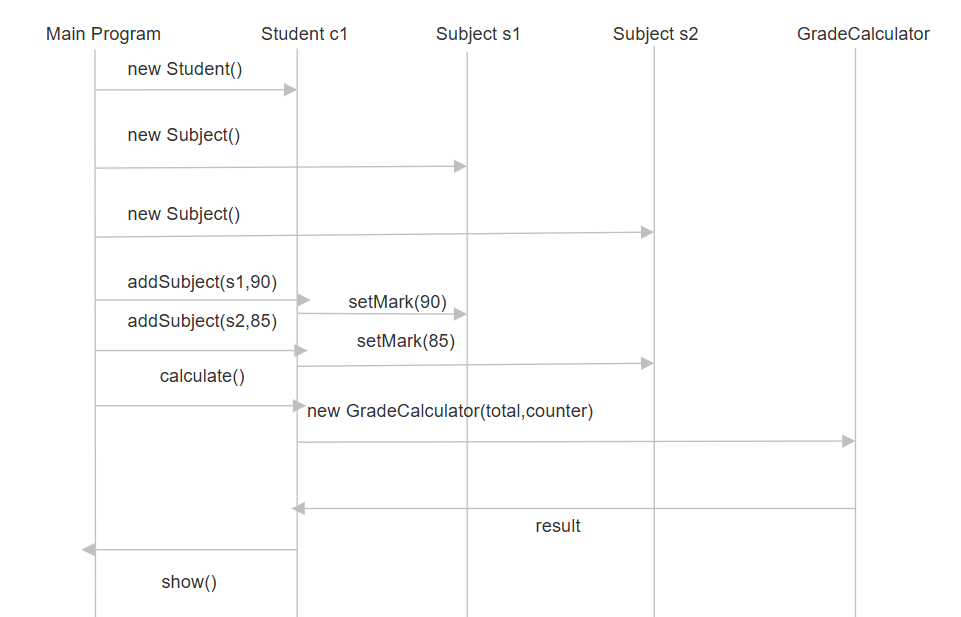 Main Program
Student c1
Subject s1
Subject s2
GradeCalculator
new Student()
new Subject()
new Subject()
addSubject(s1,90)
setMark(90)
addSubject(s2,85)
setMark(85)
calculate()
new GradeCalculator(total,counter)
result
show()